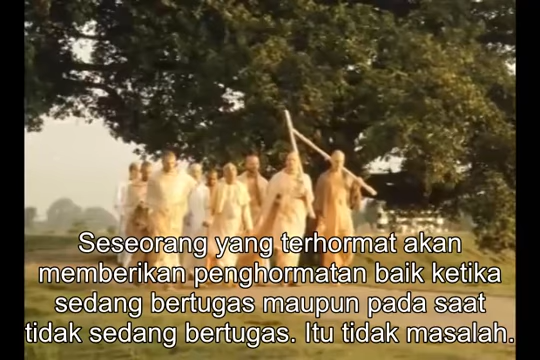 Seseorang yang terhormat akan
memberikan penghormatan baik ketika
sedang bertugas maupun pada saat
tidak sedang bertugas. Itu tidak masalah.